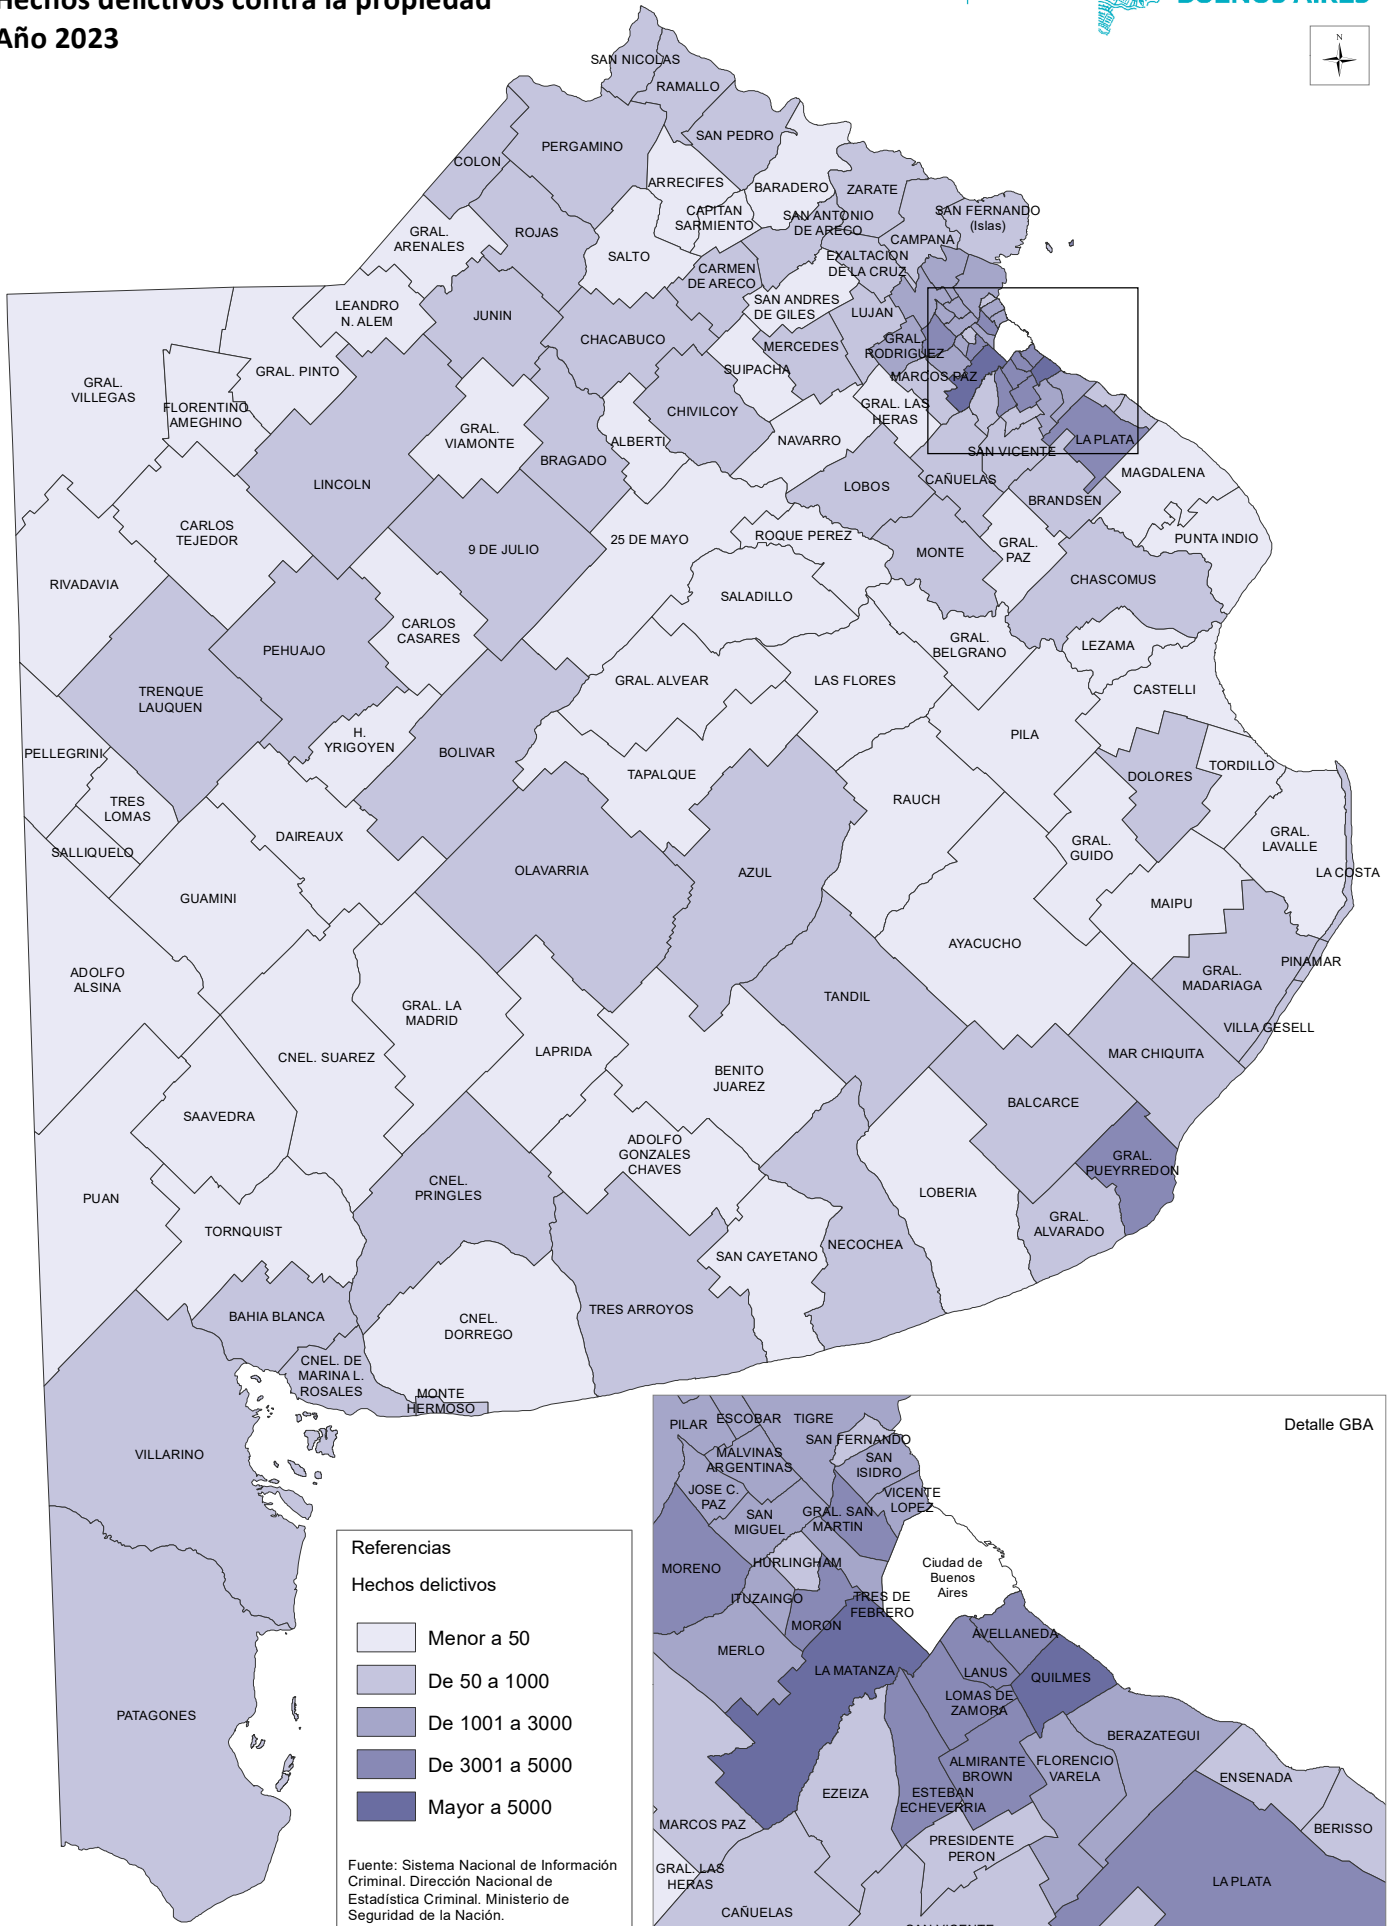 Hechos delictivos contra la propiedad
Año 2023
BUENOS AIRES
N
SAN NICOLAS
RAMALLO
SAN PEDRO
PERGAMINO
COLON
ARRECIFES
BARADERO
ZARATE
CAPITAN
SARMIENTO
SAN ANTONIO
DE ARECO
SAN FERNANDO
(Islas)
CAMPANA
GRAL.
ARENALES
ROJAS
SALTO
CARMEN
DE ARECO
EXALTACION
DE LA CRUZ
SAN ANDRES
DE GILES
LUJAN
LEANDRO
N. ALEM
JUNIN
CHACABUCO
MERCEDES
GRAL.
RODRIGUEZ
SUIPACHA
MARCOS PAZ
GRAL. LAS
HERAS
GRAL.
VILLEGAS
GRAL. PINTO
FLORENTINO
AMEGHINO
GRAL.
VIAMONTE
ALBERTI
CHIVILCOY
NAVARRO
LA PLATA
SAN VICENTE
BRAGADO
LINCOLN
LOBOS
CAÑUELAS
MAGDALENA
BRANDSEN
CARLOS
TEJEDOR
9 DE JULIO
25 DE MAYO
ROQUE PEREZ
MONTE
GRAL.
PAZ
PUNTA INDIO
RIVADAVIA
CHASCOMUS
SALADILLO
CARLOS
CASARES
PEHUAJO
GRAL.
BELGRANO
LEZAMA
TRENQUE
LAUQUEN
GRAL. ALVEAR
LAS FLORES
CASTELLI
H.
YRIGOYEN
BOLIVAR
PILA
PELLEGRINI
TAPALQUE
DOLORES
TORDILLO
TRES
LOMAS
RAUCH
DAIREAUX
GRAL.
GUIDO
GRAL.
LAVALLE
SALLIQUELO
OLAVARRIA
AZUL
LA COSTA
GUAMINI
MAIPU
AYACUCHO
ADOLFO
ALSINA
PINAMAR
GRAL.
MADARIAGA
GRAL. LA
MADRID
TANDIL
VILLA GESELL
CNEL. SUAREZ
LAPRIDA
MAR CHIQUITA
BENITO
JUAREZ
BALCARCE
SAAVEDRA
ADOLFO
GONZALES
CHAVES
GRAL.
PUEYRREDON
PUAN
CNEL.
PRINGLES
LOBERIA
TORNQUIST
GRAL.
ALVARADO
NECOCHEA
SAN CAYETANO
BAHIA BLANCA
CNEL.
DORREGO
TRES ARROYOS
CNEL. DE
MARINA L.
ROSALES
MONTE
HERMOSO
VILLARINO
PATAGONES
Detalle GBA
PILAR
ESCOBAR
TIGRE
SAN FERNANDO
MALVINAS
ARGENTINAS
SAN
ISIDRO
JOSE C.
PAZ
VICENTE
LOPEZ
SAN
MIGUEL
GRAL. SAN
MARTIN
MORENO
HURLINGHAM
Ciudad de
Buenos
Aires
ITUZAINGO
TRES DE
FEBRERO
MORON
AVELLANEDA
MERLO
LA MATANZA
LANUS
QUILMES
LOMAS DE
ZAMORA
BERAZATEGUI
ALMIRANTE
BROWN
FLORENCIO
VARELA
ENSENADA
EZEIZA
ESTEBAN
ECHEVERRIA
MARCOS PAZ
BERISSO
PRESIDENTE
PERON
GRAL. LAS
HERAS
LA PLATA
CAÑUELAS
SAN VICENTE
Referencias
Hechos delictivos
Menor a 50
De 50 a 1000
De 1001 a 3000
De 3001 a 5000
Mayor a 5000
Fuente: Sistema Nacional de Información
Criminal. Dirección Nacional de
Estadística Criminal. Ministerio de
Seguridad de la Nación.